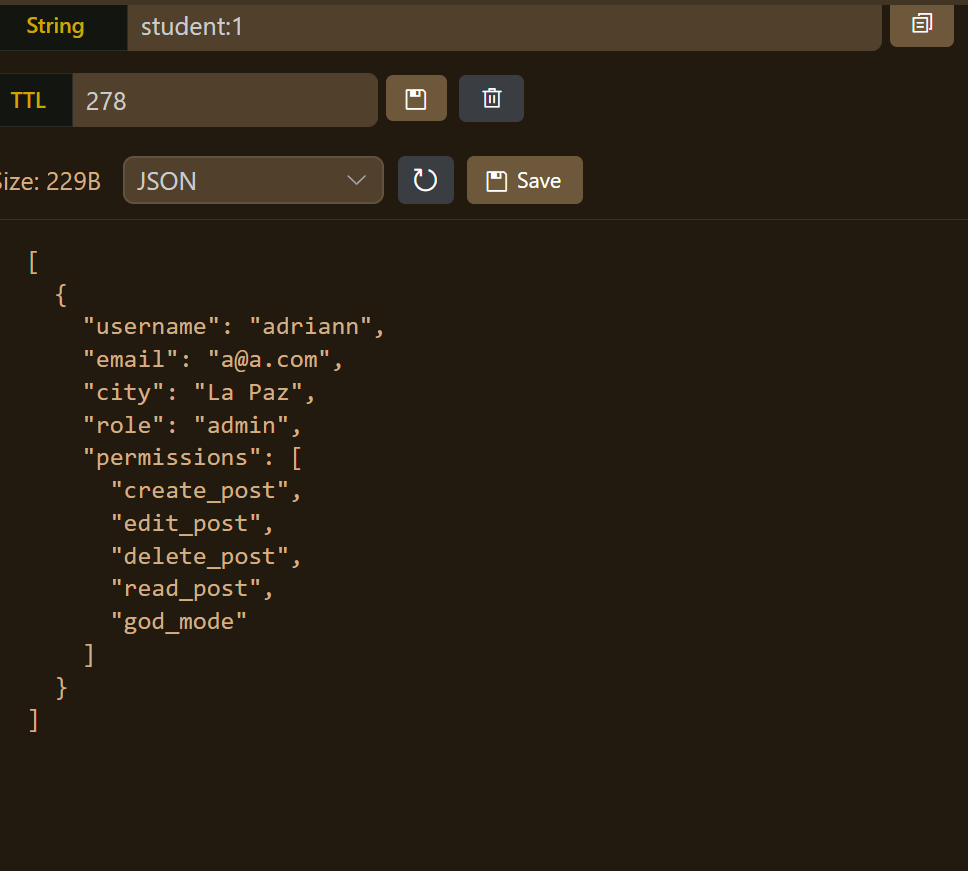 String student:1
TTL 278
Size: 229B JSON Save
[
  {
    "username": "adriann",
    "email": "a@a.com",
    "city": "La Paz",
    "role": "admin",
    "permissions": [
      "create_post",
      "edit_post",
      "delete_post",
      "read_post",
      "god_mode"
    ]
  }
]